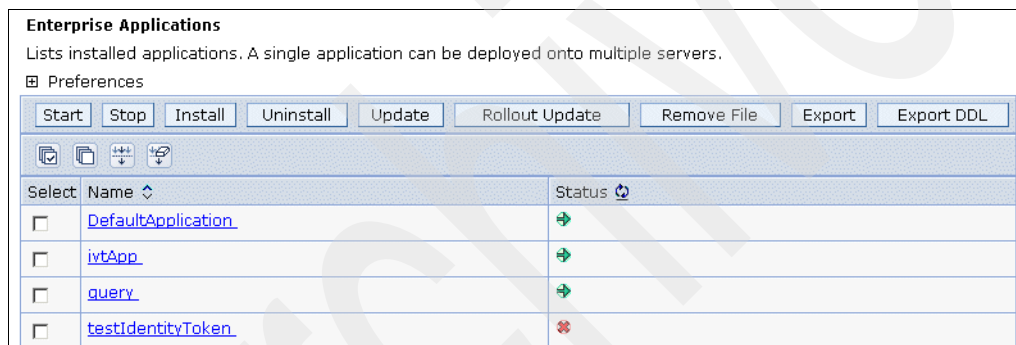 Enterprise Applications
Lists installed applications. A single application can be deployed onto multiple servers.
Preferences
Start Stop Install Uninstall Update Rollout Update Remove File Export Export DDL
Select Name Status
DefaultApplication
ivtApp
query
testIdentityToken